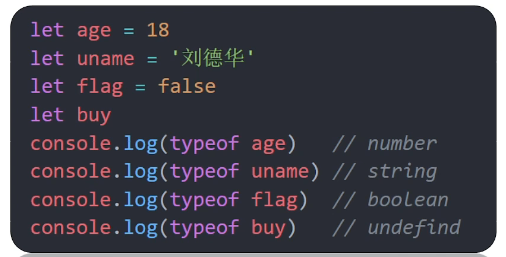 let age = 18
let uname = '刘德华'
let flag = false
let buy
console.log(typeof age)   // number
console.log(typeof uname) // string
console.log(typeof flag)  // boolean
console.log(typeof buy)   // undefind